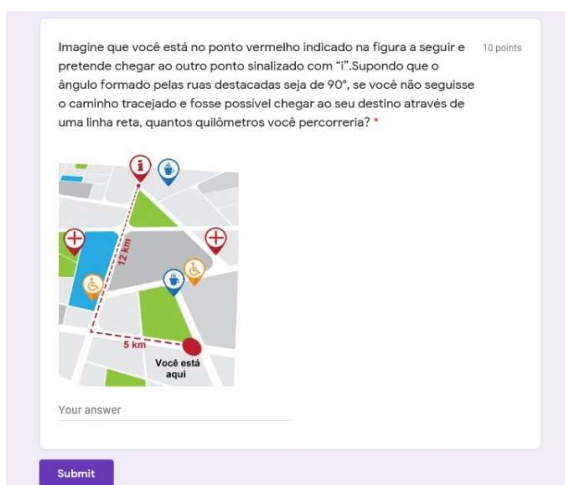 Imagine que você está no ponto vermelho indicado na figura a seguir e
10 points
pretende chegar ao outro ponto sinalizado com "i".Supondo que o
ângulo formado pelas ruas destacadas seja de 90°, se você não seguisse
o caminho tracejado e fosse possível chegar ao seu destino através de
uma linha reta, quantos quilômetros você percorreria? *
i
12 km
5 km
Você está
aqui
Your answer
Submit